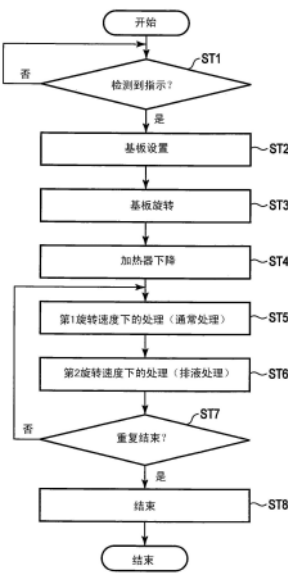 开始
ST1
检测到指示？
否
是
基板设置
ST2
基板旋转
ST3
加热器下降
ST4
第1旋转速度下的处理（通常处理）
ST5
第2旋转速度下的处理（排液处理）
ST6
ST7
重复结束？
否
是
结束
ST8
结束